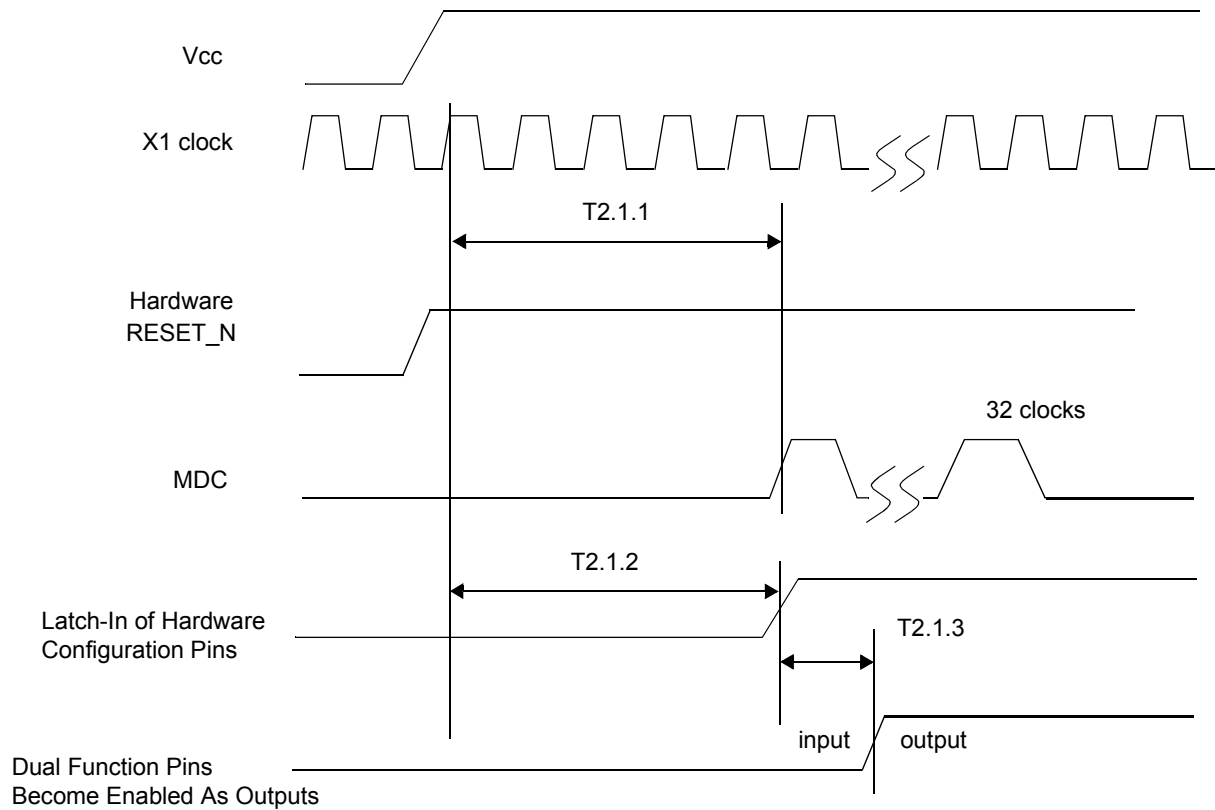 Vcc
X1 clock
T2.1.1
Hardware
RESET_N
32 clocks
MDC
T2.1.2
Latch-In of Hardware
Configuration Pins
T2.1.3
input
output
Dual Function Pins
Become Enabled As Outputs